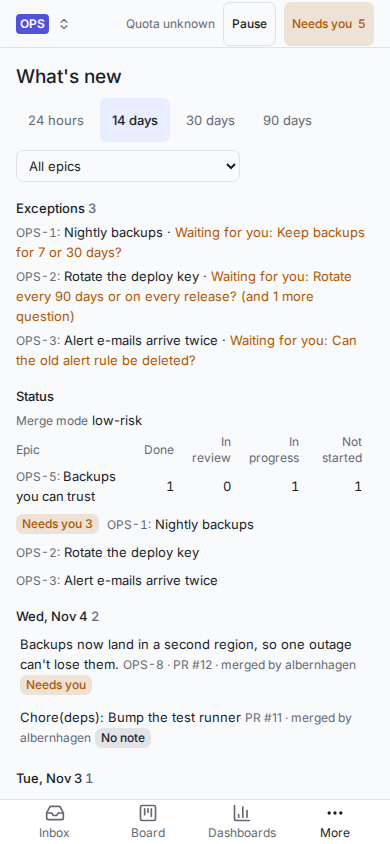 OPS Quota unknown Pause Needs you 5
What's new
24 hours 14 days 30 days 90 days
All epics
Exceptions 3
OPS-1: Nightly backups · Waiting for you: Keep backups
for 7 or 30 days?
OPS-2: Rotate the deploy key · Waiting for you: Rotate
every 90 days or on every release? (and 1 more
question)
OPS-3: Alert e-mails arrive twice · Waiting for you: Can
the old alert rule be deleted?
Status
Merge mode low-risk
Epic Done In review In progress Not started
OPS-5: Backups
you can trust 1 0 1 1
Needs you 3 OPS-1: Nightly backups
OPS-2: Rotate the deploy key
OPS-3: Alert e-mails arrive twice
Wed, Nov 4 2
Backups now land in a second region, so one outage
can't lose them. OPS-8 · PR #12 · merged by albernhagen
Needs you
Chore(deps): Bump the test runner PR #11 · merged by
albernhagen No note
Tue, Nov 3 1
Inbox Board Dashboards More